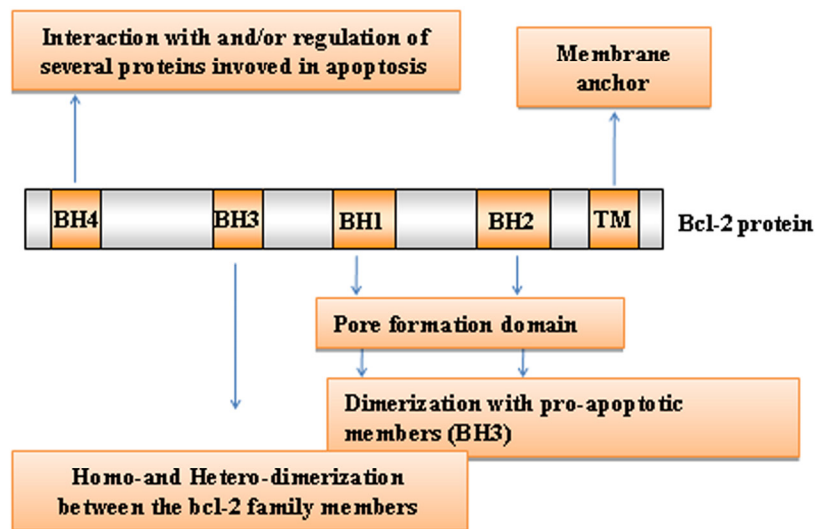 Interaction with and/or regulation of
several proteins invoved in apoptosis
Membrane
anchor
BH4
BH3
BH1
BH2
TM
Bcl-2 protein
Pore formation domain
Dimerization with pro-apoptotic
members (BH3)
Homo-and Hetero-dimerization
between the bcl-2 family members